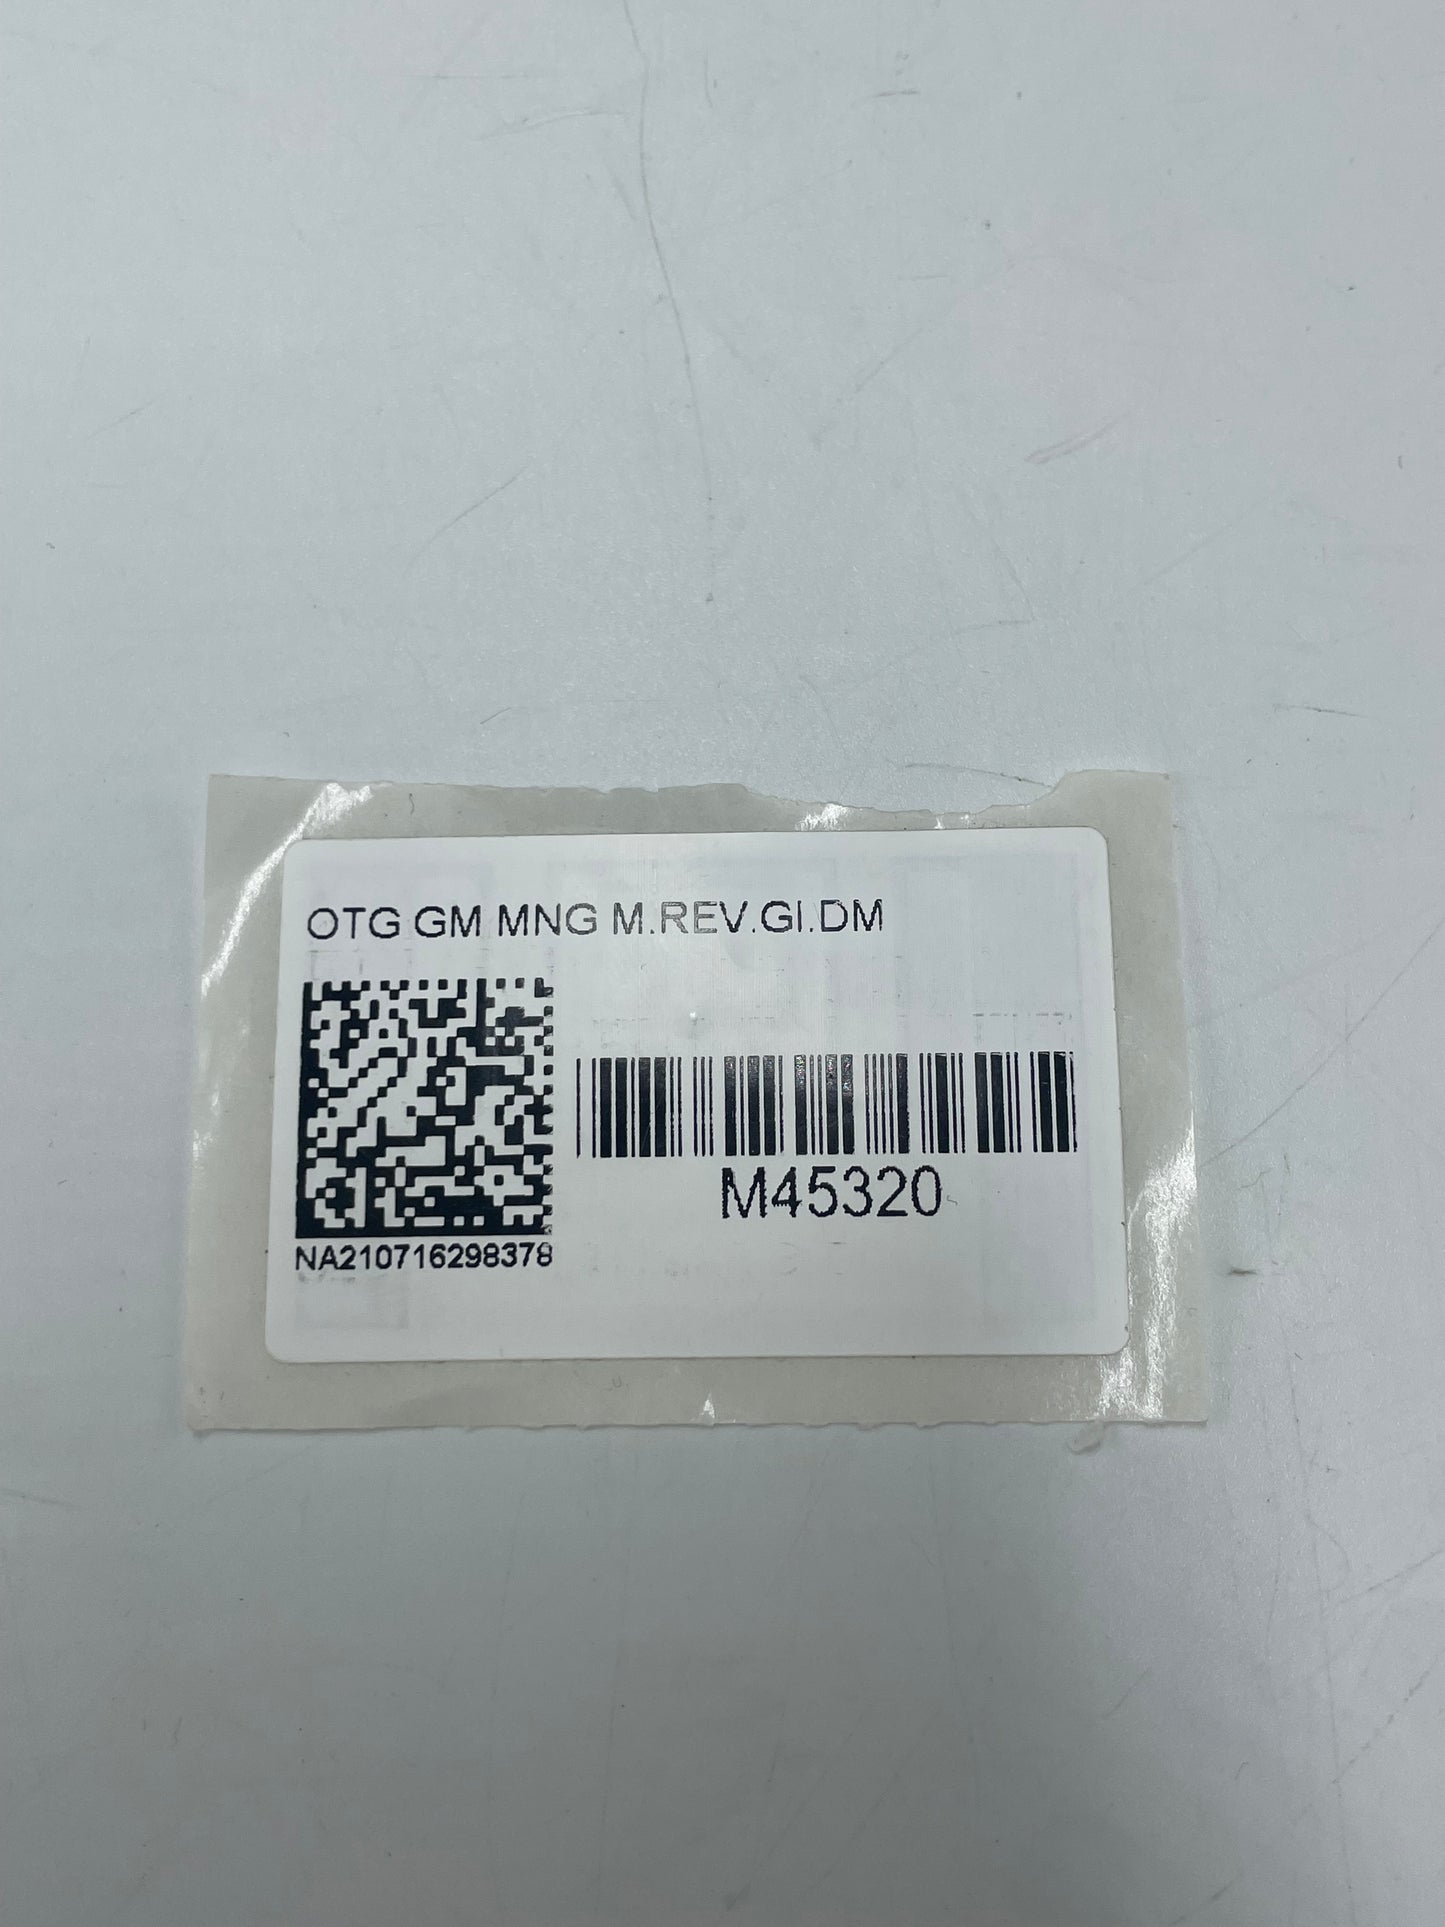 OTG GM MNG M.REV.GI.DM
M45320
NA210716298378